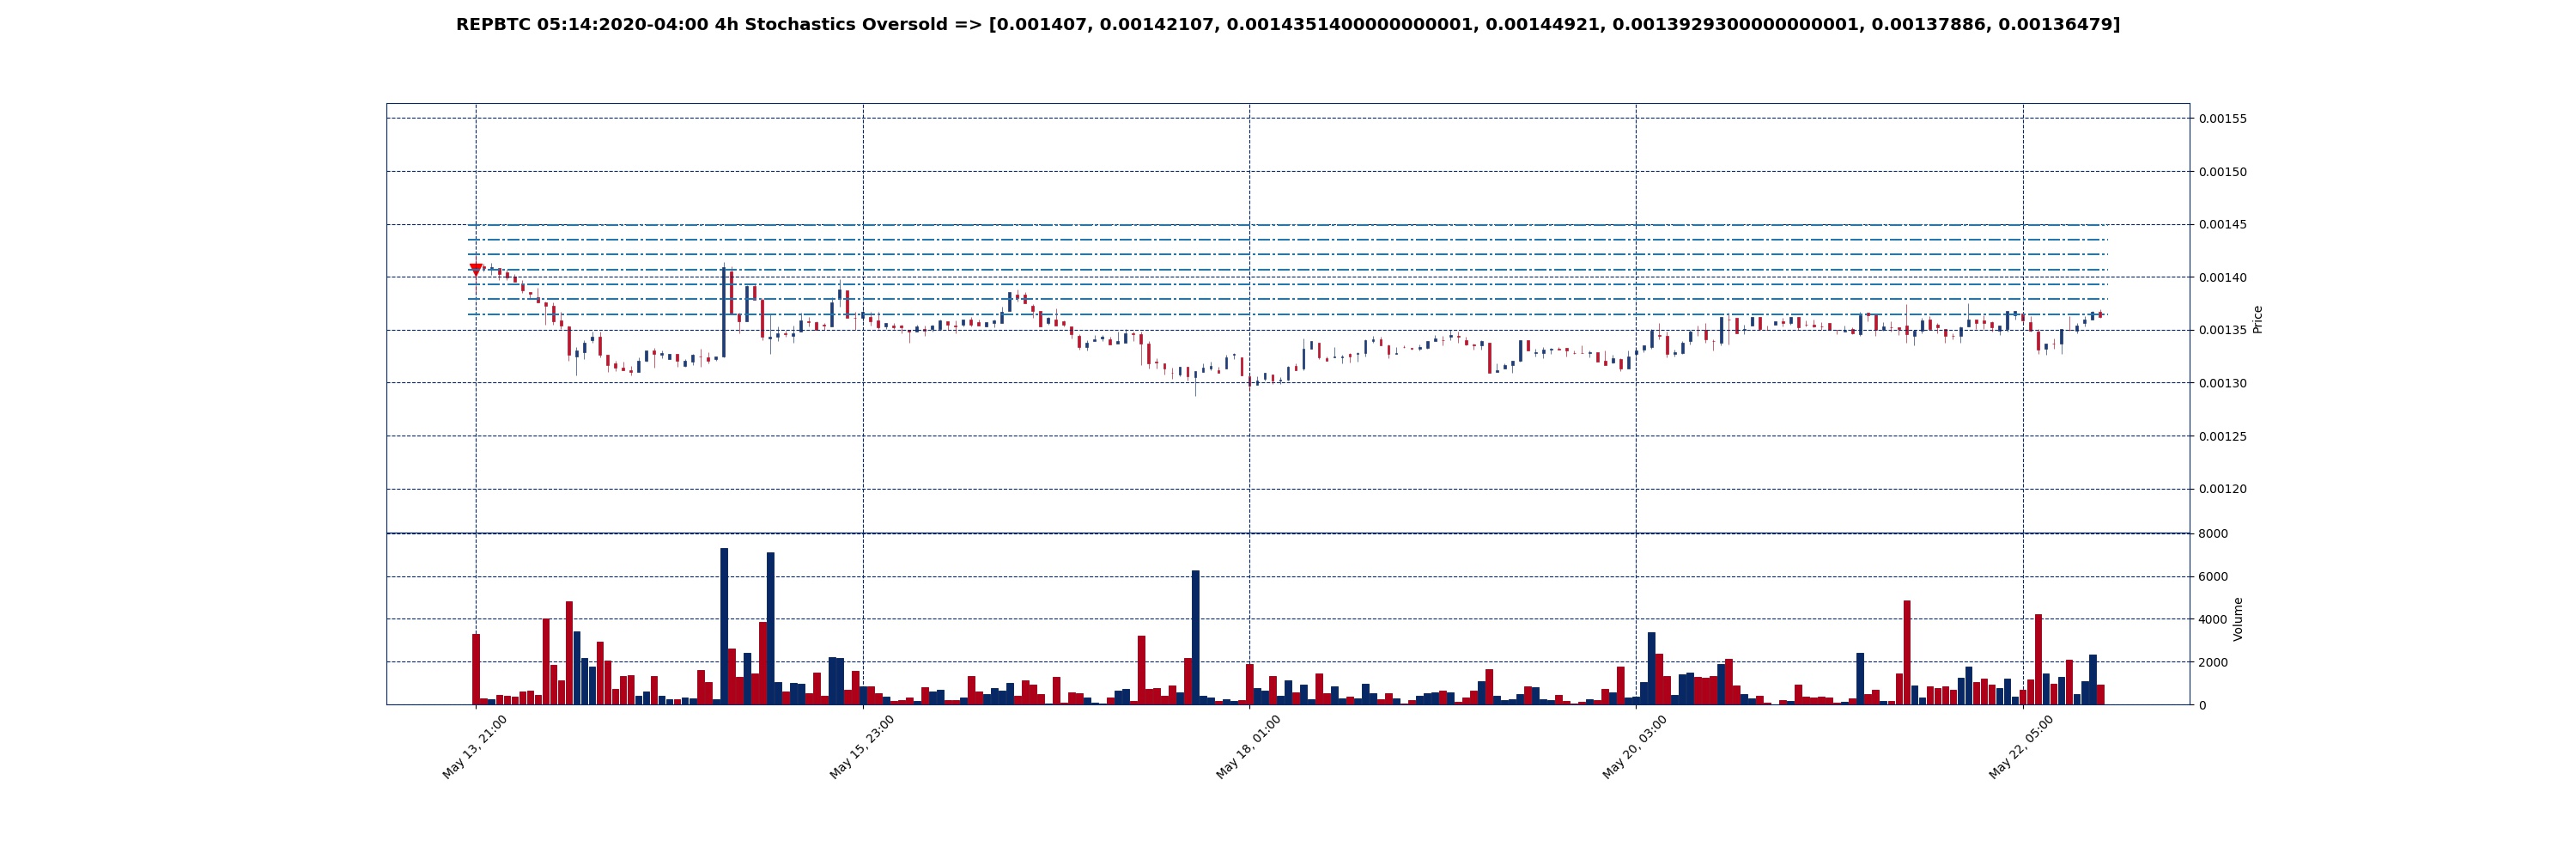 REPBTC 05:14:2020-04:00 4h Stochastics Oversold => [0.001407, 0.00142107, 0.0014351400000000001, 0.00144921, 0.0013929300000000001, 0.00137886, 0.00136479]
0.00155
0.00150
0.00145
0.00140
0.00135
0.00130
0.00125
0.00120
Price
8000
6000
4000
2000
0
Volume
May 13, 21:00
May 15, 23:00
May 18, 01:00
May 20, 03:00
May 22, 05:00